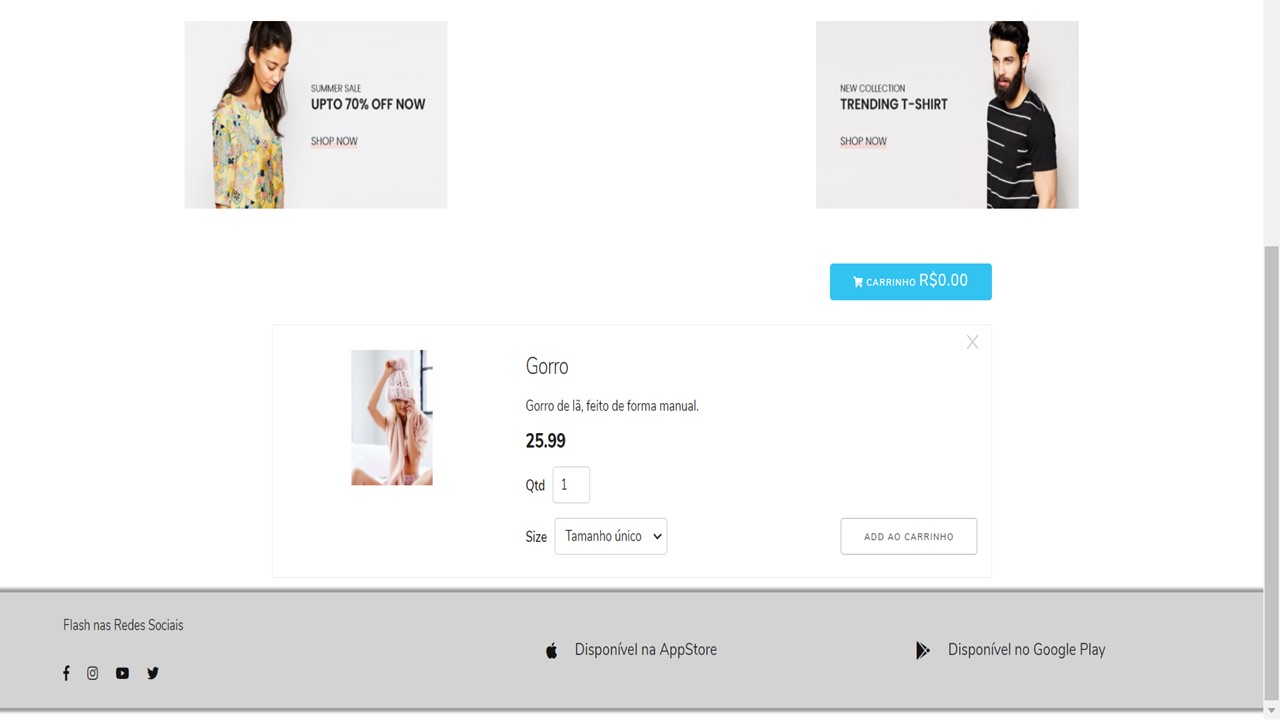 SUMMER SALE
UPTO 70% OFF NOW
SHOP NOW
NEW COLLECTION
TRENDING T-SHIRT
SHOP NOW
CARRINHO R$0.00
X
Gorro
Gorro de lã, feito de forma manual.
25.99
Qtd 1
Size Tamanho único
ADD AO CARRINHO
Flash nas Redes Sociais
Disponível na AppStore
Disponível no Google Play